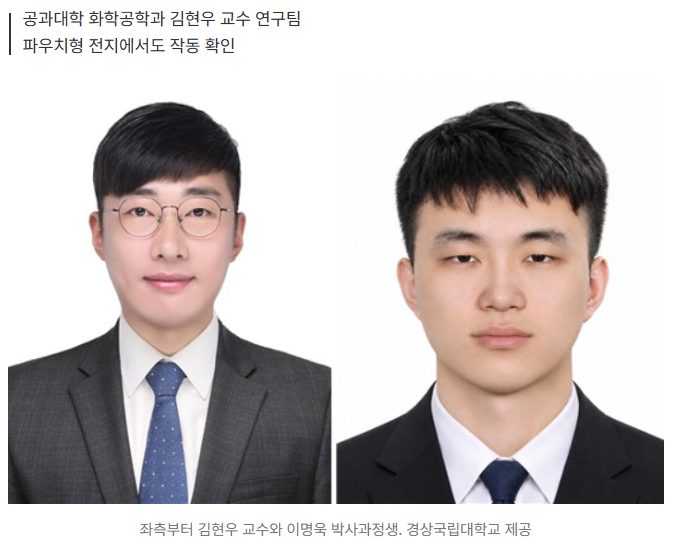 공과대학 화학공학과 김현우 교수 연구팀
파우치형 전지에서도 작동 확인
좌측부터 김현우 교수와 이명욱 박사과정생. 경상국립대학교 제공